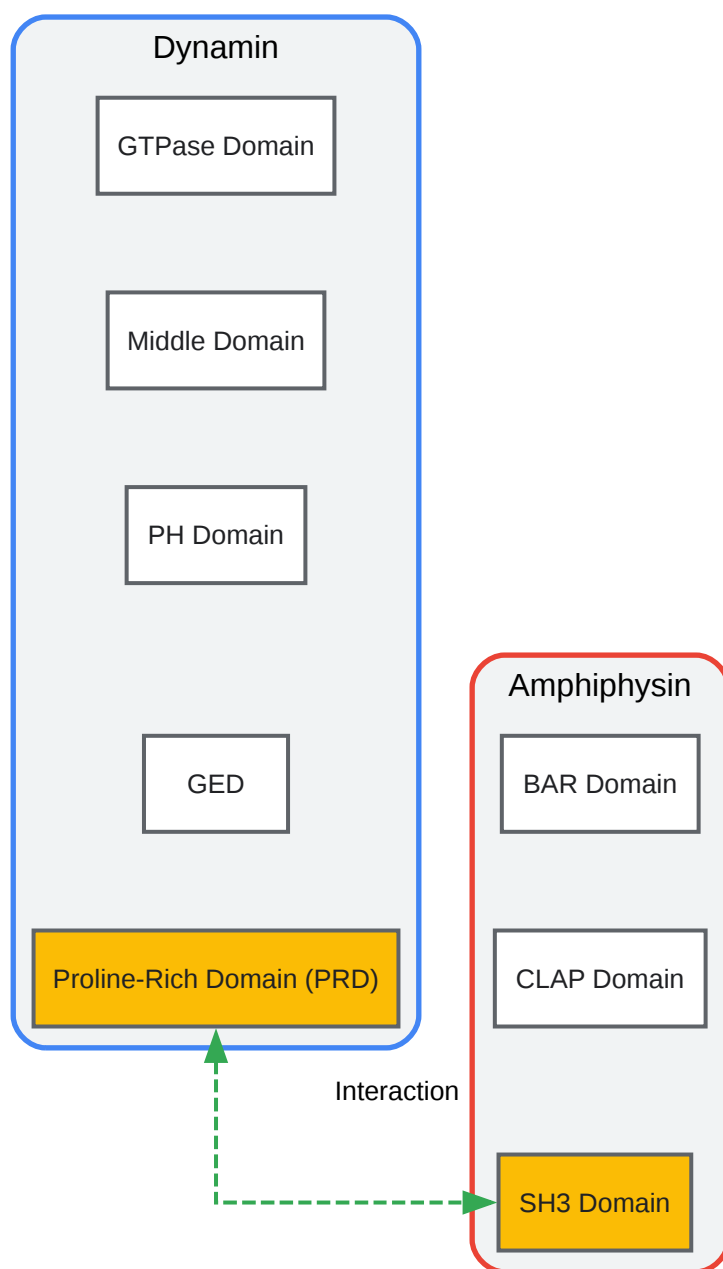 Dynamin
GTPase Domain
Middle Domain
PH Domain
GED
Proline-Rich Domain (PRD)
Amphiphysin
BAR Domain
CLAP Domain
SH3 Domain
Interaction